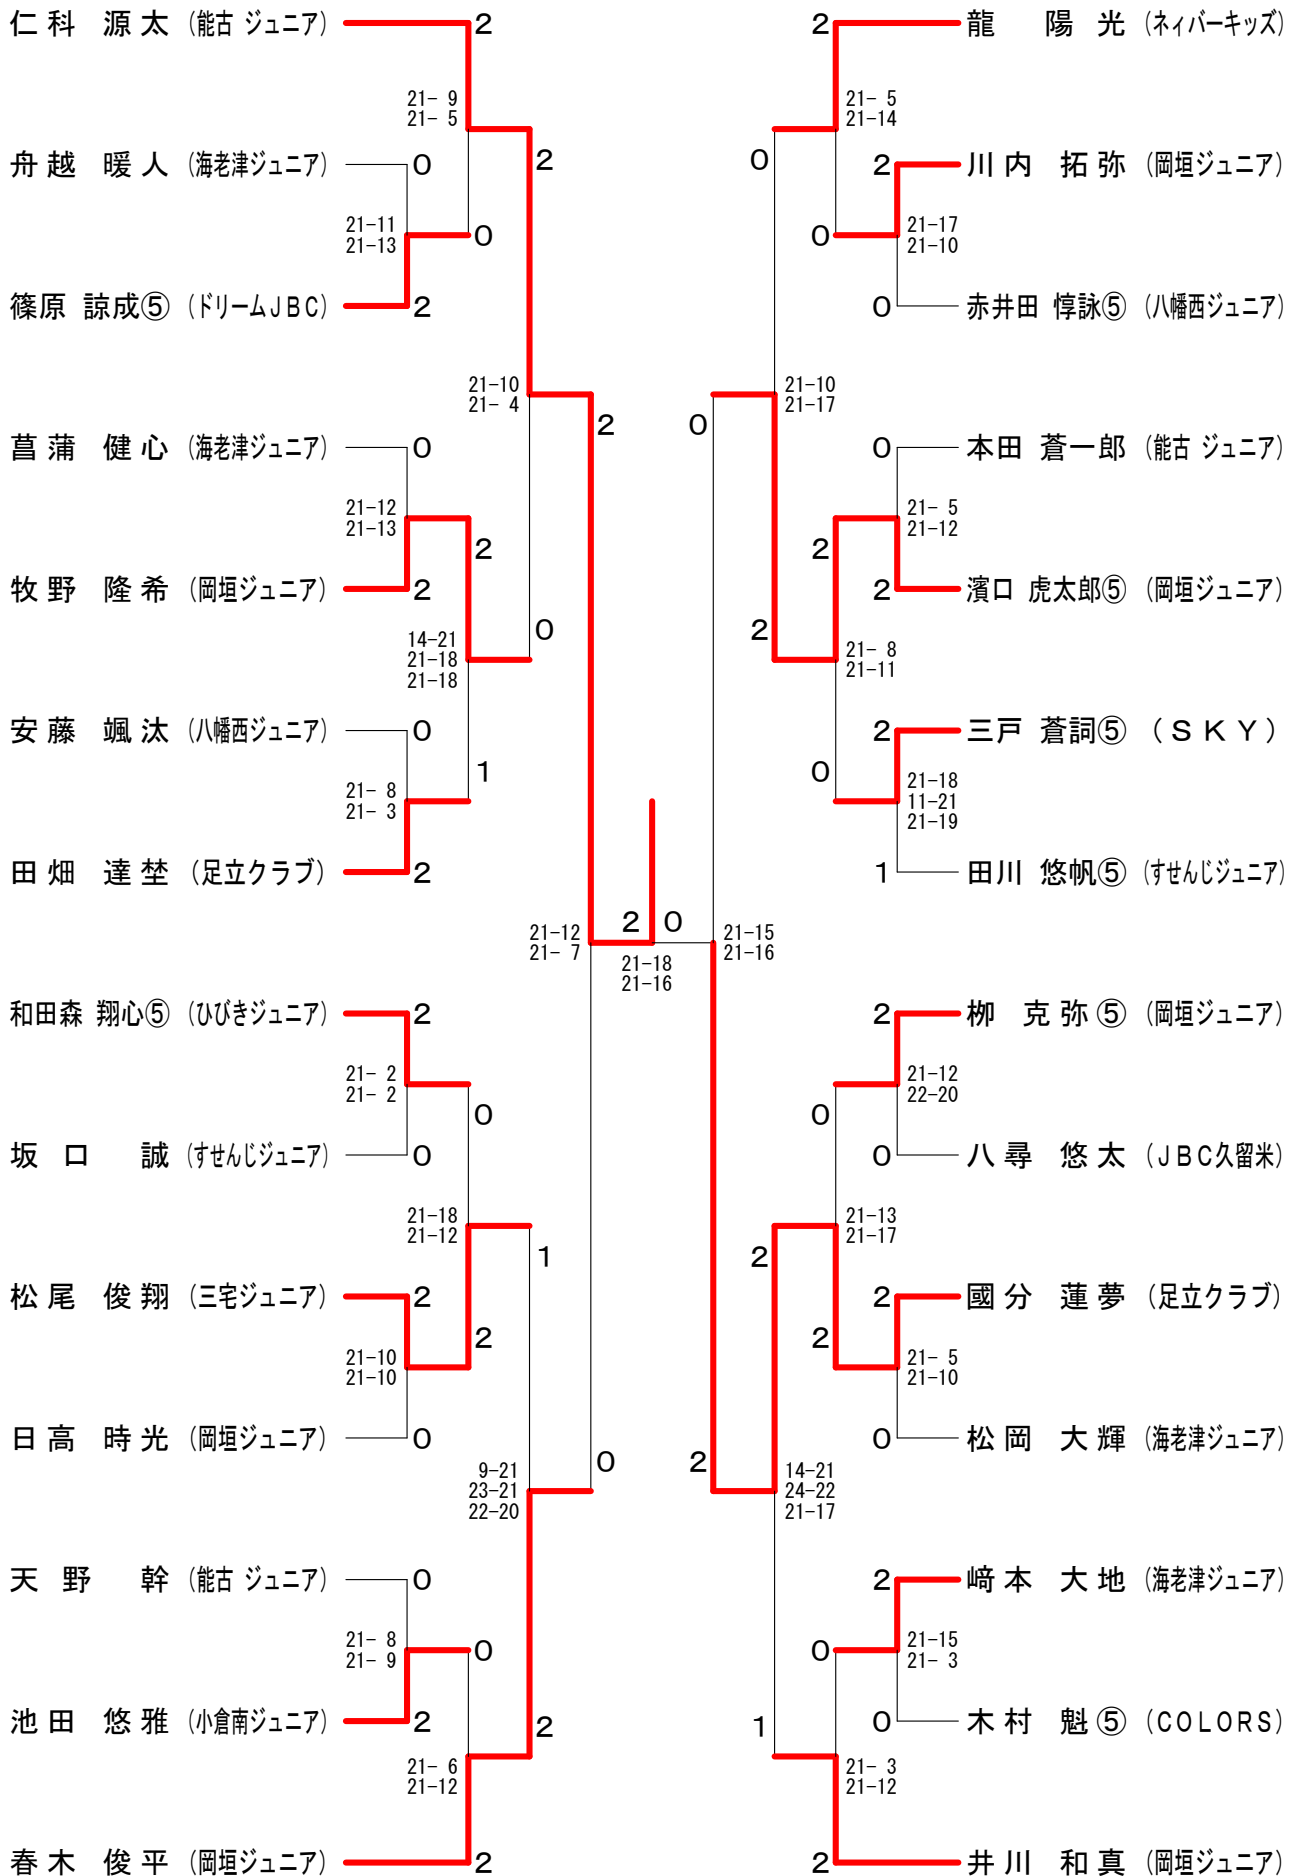 仁科 源太 (能古 ジュニア) 2
21- 9
21- 5
舟越 暖人 (海老津ジュニア) 0
2
21-11
21-13
0
篠原 諒成⑤ (ドリームJBC) 2
21-10
21- 4
2
菖蒲 健心 (海老津ジュニア) 0
21-12
21-13
2
牧野 隆希 (岡垣ジュニア) 2
0
14-21
21-18
21-18
安藤 颯汰 (八幡西ジュニア) 0
1
21- 8
21- 3
田畑 達埜 (足立クラブ) 2
21-12
21- 7
2 0
21-18
21-16
和田森 翔心⑤ (ひびきジュニア) 2
21- 2
21- 2
0
坂口 誠 (すせんじジュニア) 0
21-18
21-12
1
松尾 俊翔 (三宅ジュニア) 2
2
21-10
21-10
日高 時光 (岡垣ジュニア) 0
0
9-21
23-21
22-20
天野 幹 (能古 ジュニア) 0
21- 8
21- 9
0
池田 悠雅 (小倉南ジュニア) 2
2
21- 6
21-12
春木 俊平 (岡垣ジュニア) 2
2 龍 陽光 (ネィバーキッズ)
21- 5
21-14
0
2 川内 拓弥 (岡垣ジュニア)
21-17
21-10
0
0 赤井田 惇詠⑤ (八幡西ジュニア)
21-10
21-17
0
0 本田 蒼一郎 (能古 ジュニア)
21- 5
21-12
2
2 濱口 虎太郎⑤ (岡垣ジュニア)
2
21- 8
21-11
2 三戸 蒼詞⑤ (SKY)
0
21-18
11-21
21-19
1 田川 悠帆⑤ (すせんじジュニア)
21-15
21-16
2 栁 克弥⑤ (岡垣ジュニア)
21-12
22-20
0
0 八尋 悠太 (JBC久留米)
21-13
21-17
2
2 國分 蓮夢 (足立クラブ)
2
21- 5
21-10
0 松岡 大輝 (海老津ジュニア)
2
14-21
24-22
21-17
2 﨑本 大地 (海老津ジュニア)
21-15
21- 3
0
0 木村 魁⑤ (COLORS)
1
21- 3
21-12
2 井川 和真 (岡垣ジュニア)